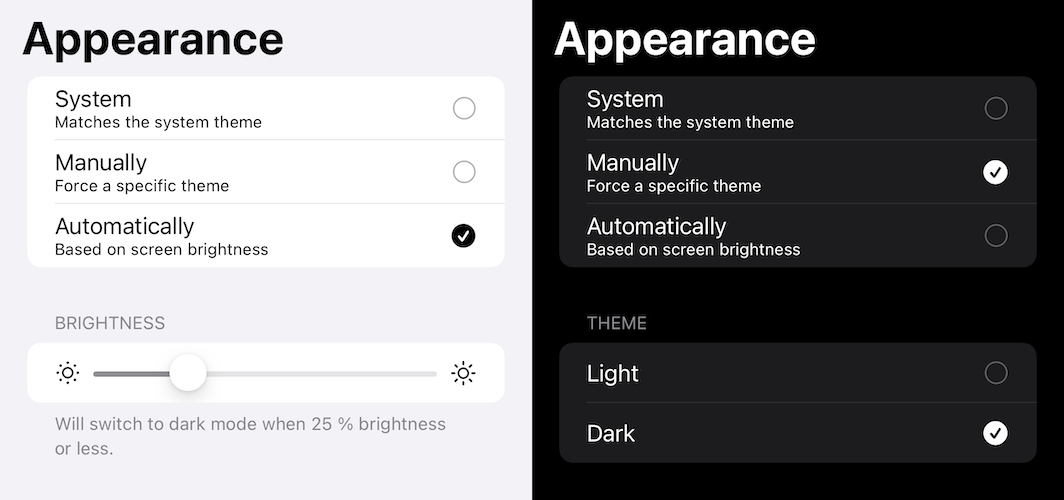 Appearance
System
Matches the system theme
Manually
Force a specific theme
Automatically
Based on screen brightness
BRIGHTNESS
Will switch to dark mode when 25 % brightness
or less.
Appearance
System
Matches the system theme
Manually
Force a specific theme
Automatically
Based on screen brightness
THEME
Light
Dark